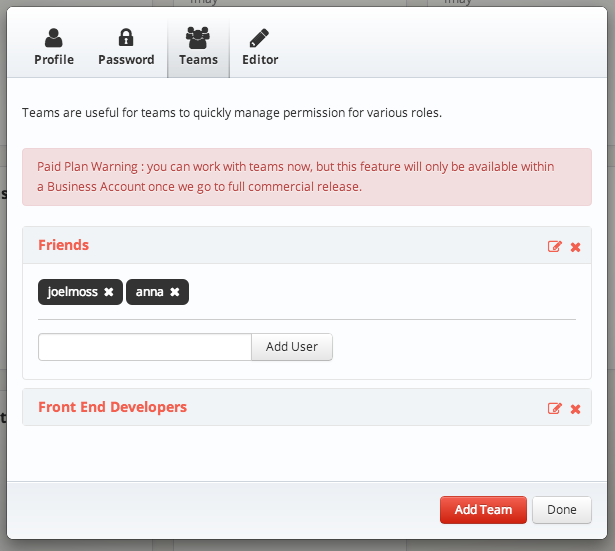 Profile
Password
Teams
Editor
Teams are useful for teams to quickly manage permission for various roles.
Paid Plan Warning : you can work with teams now, but this feature will only be available within
a Business Account once we go to full commercial release.
Friends
joelmoss
anna
Add User
Front End Developers
Add Team
Done